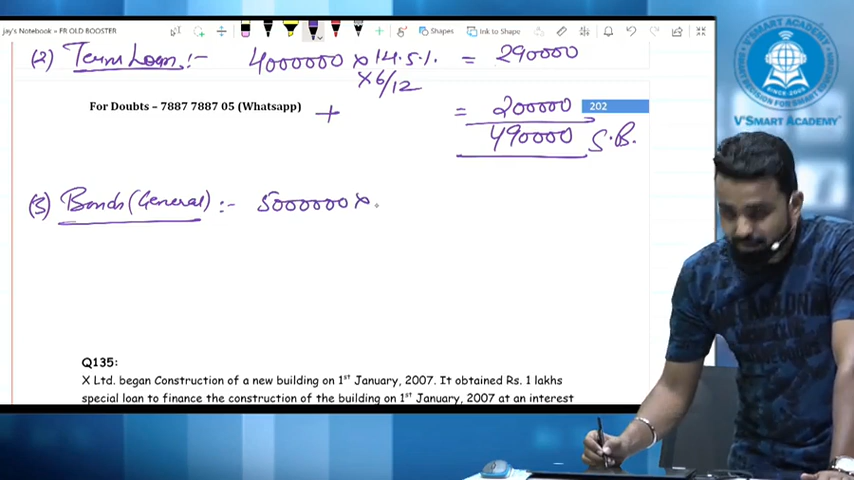 jay's Notebook « FR OLD BOOSTER
Shapes Ink to Shape
(2) Term Loan :- 4000000 × 14.5% = 290000
× 6/12
For Doubts – 7887 7887 05 (Whatsapp) + = 200000 202
490000 S.B.
(3) Bonds (General) :- 5000000 ×
Q135:
X Ltd. began Construction of a new building on 1st January, 2007. It obtained Rs. 1 lakhs
special loan to finance the construction of the building on 1st January, 2007 at an interest
V'SMART ACADEMY
SINCE-2008
V'SMART ACADEMY